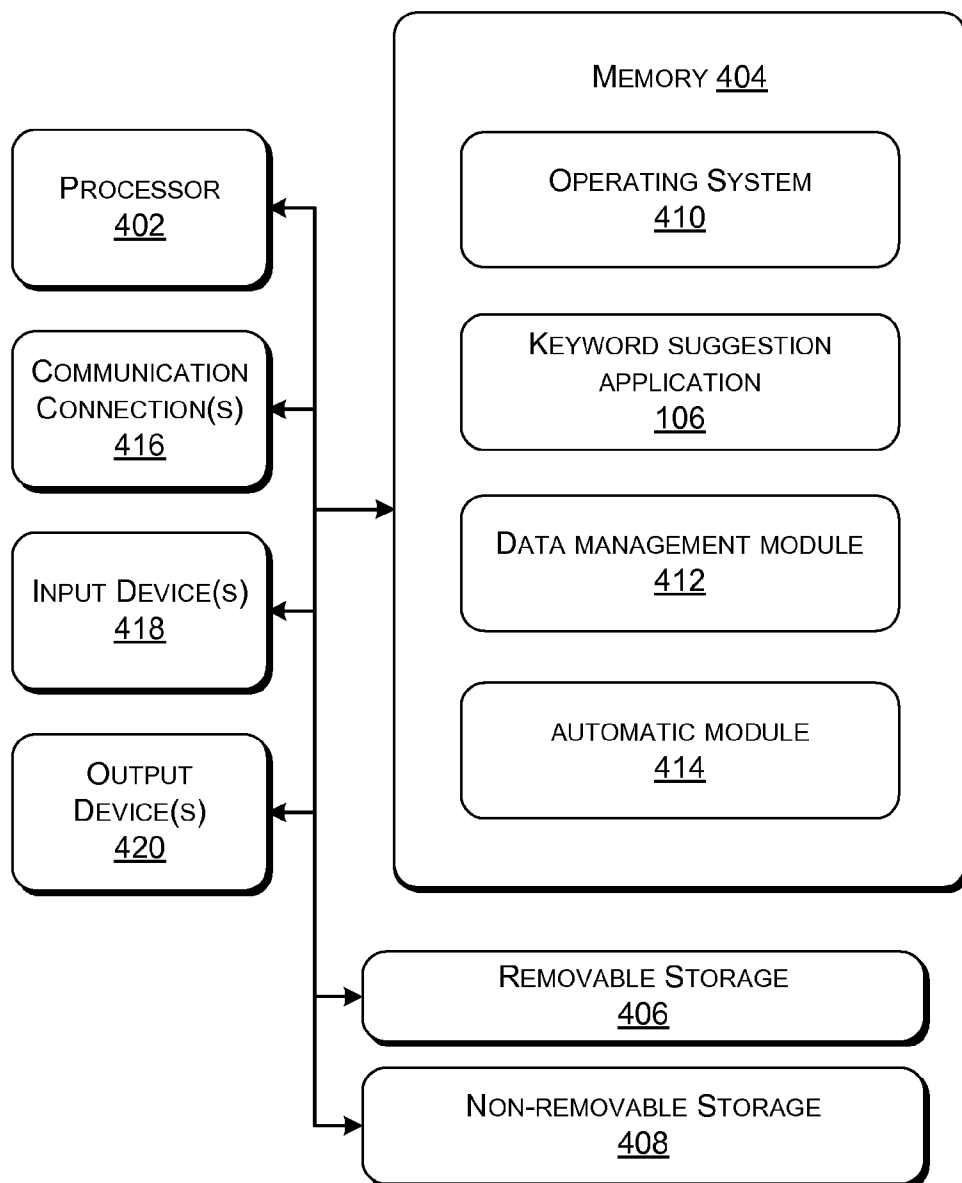 MEMORY 404
PROCESSOR
402
OPERATING SYSTEM
410
COMMUNICATION
CONNECTION(S)
416
KEYWORD SUGGESTION
APPLICATION
106
INPUT DEVICE(S)
418
DATA MANAGEMENT MODULE
412
OUTPUT
DEVICE(S)
420
AUTOMATIC MODULE
414
REMOVABLE STORAGE
406
NON-REMOVABLE STORAGE
408